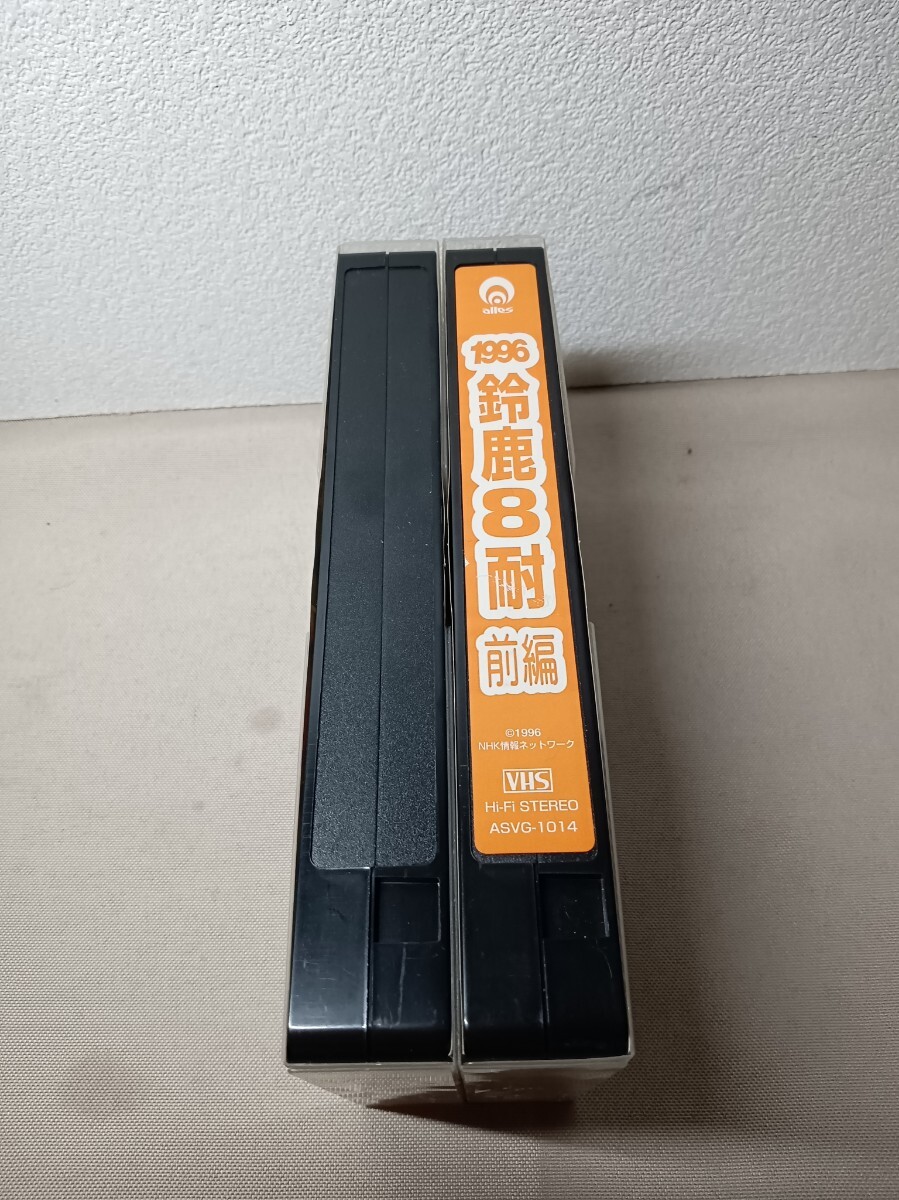 alles
1996
鈴鹿8耐
前編
©1996
NHK情報ネットワーク
VHS
Hi-Fi STEREO
ASVG-1014